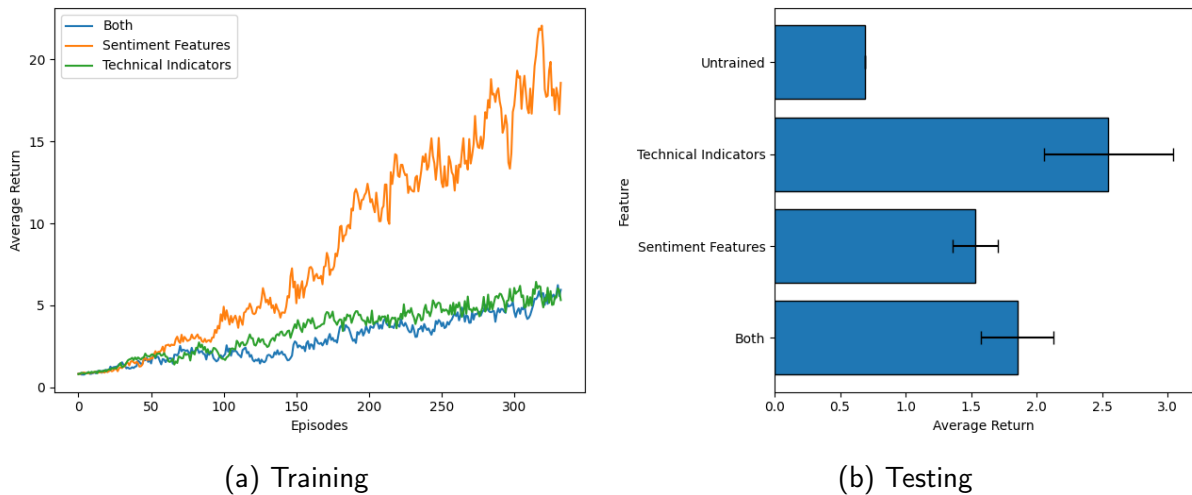 Both
Sentiment Features
Technical Indicators
Average Return
20
15
10
5
0
0 50 100 150 200 250 300
Episodes
(a) Training
Feature
Untrained
Technical Indicators
Sentiment Features
Both
0.0 0.5 1.0 1.5 2.0 2.5 3.0
Average Return
(b) Testing